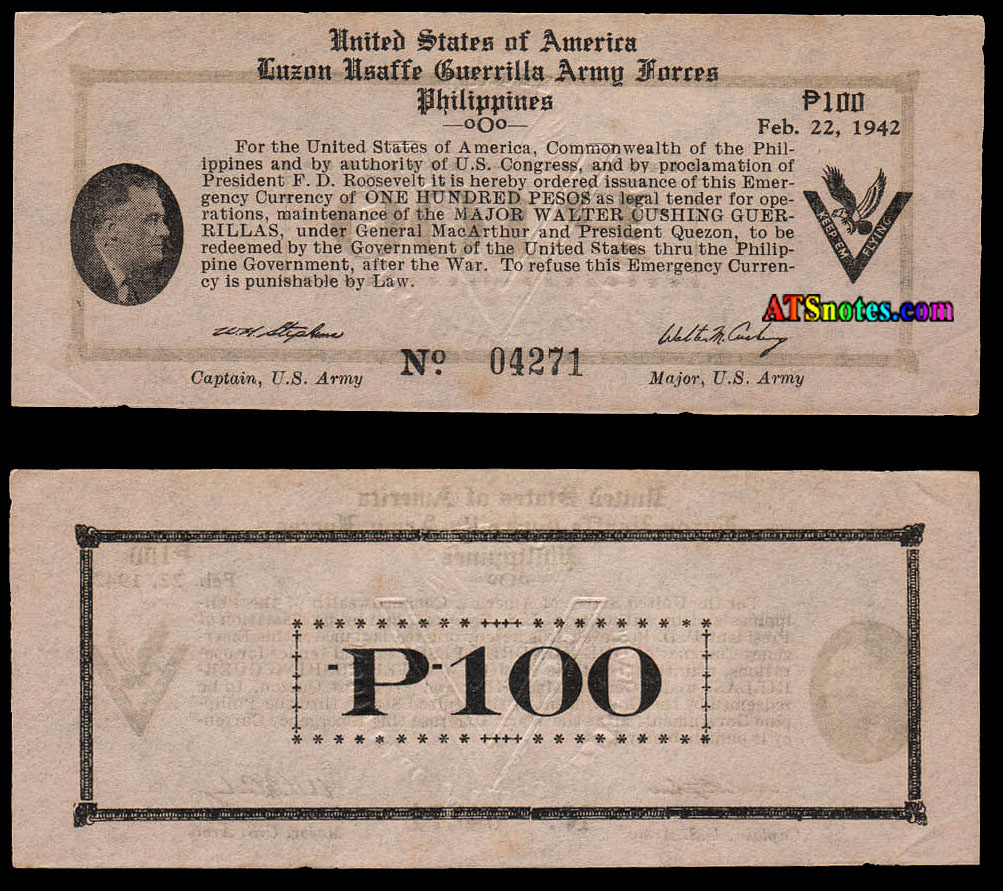 United States of America
Luzon Usaffe Guerrilla Army Forces
Philippines
—oOo—
₱100
Feb. 22, 1942
For the United States of America, Commonwealth of the Phil-
ippines and by authority of U.S. Congress, and by proclamation of
President F. D. Roosevelt it is hereby ordered issuance of this Emer-
gency Currency of ONE HUNDRED PESOS as legal tender for ope-
rations, maintenance of the MAJOR WALTER CUSHING GUER-
RILLAS, under General MacArthur and President Quezon, to be
redeemed by the Government of the United States thru the Philip-
pine Government, after the War. To refuse this Emergency Curren-
cy is punishable by Law.
KEEP'EM FLYING
ATSnotes.com
W.H. Stephens
Walter M. Cushing
Captain, U.S. Army
No. 04271
Major, U.S. Army
-P-100